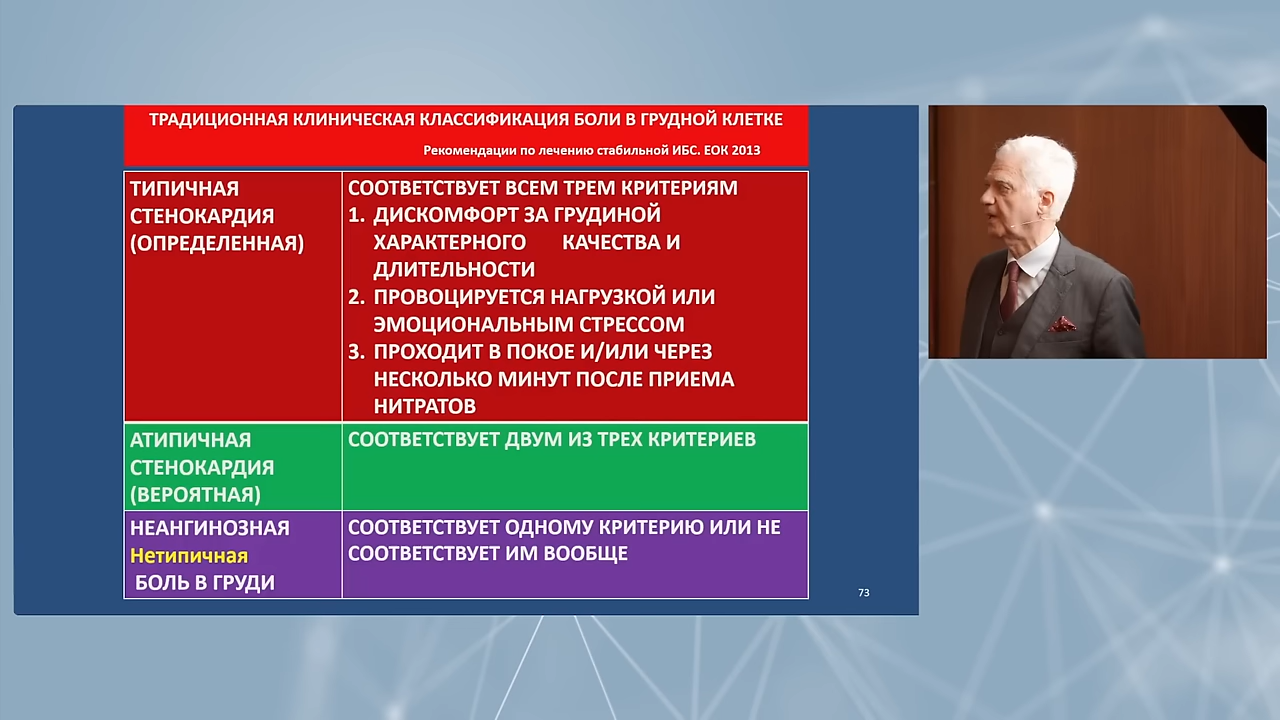 ТРАДИЦИОННАЯ КЛИНИЧЕСКАЯ КЛАССИФИКАЦИЯ БОЛИ В ГРУДНОЙ КЛЕТКЕ
Рекомендации по лечению стабильной ИБС. ЕОК 2013
ТИПИЧНАЯ
СТЕНОКАРДИЯ
(ОПРЕДЕЛЕННАЯ)
СООТВЕТСТВУЕТ ВСЕМ ТРЕМ КРИТЕРИЯМ
1. ДИСКОМФОРТ ЗА ГРУДИНОЙ
ХАРАКТЕРНОГО КАЧЕСТВА И
ДЛИТЕЛЬНОСТИ
2. ПРОВОЦИРУЕТСЯ НАГРУЗКОЙ ИЛИ
ЭМОЦИОНАЛЬНЫМ СТРЕССОМ
3. ПРОХОДИТ В ПОКОЕ И/ИЛИ ЧЕРЕЗ
НЕСКОЛЬКО МИНУТ ПОСЛЕ ПРИЕМА
НИТРАТОВ
АТИПИЧНАЯ
СТЕНОКАРДИЯ
(ВЕРОЯТНАЯ)
СООТВЕТСТВУЕТ ДВУМ ИЗ ТРЕХ КРИТЕРИЕВ
НЕАНГИНОЗНАЯ
Нетипичная
БОЛЬ В ГРУДИ
СООТВЕТСТВУЕТ ОДНОМУ КРИТЕРИЮ ИЛИ НЕ
СООТВЕТСТВУЕТ ИМ ВООБЩЕ
73